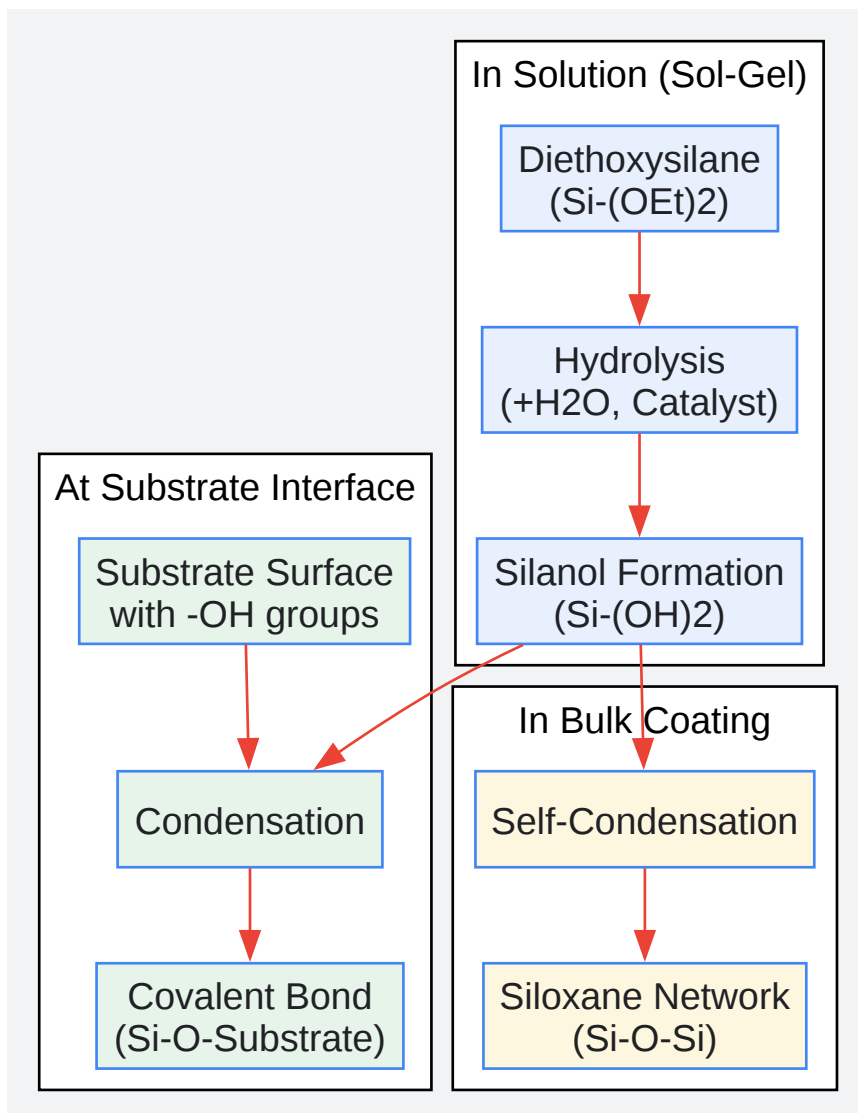 In Solution (Sol-Gel)
Diethoxysilane
(Si-(OEt)2)
Hydrolysis
(+H2O, Catalyst)
Silanol Formation
(Si-(OH)2)
At Substrate Interface
Substrate Surface
with -OH groups
Condensation
Covalent Bond
(Si-O-Substrate)
In Bulk Coating
Self-Condensation
Siloxane Network
(Si-O-Si)